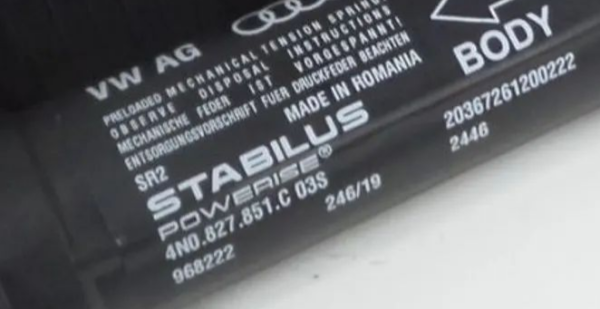 VW AG
PRELOADED MECHANICAL TENSION SPRING
OBSERVE DISPOSAL INSTRUCTIONS
MECHANISCHE FEDER IST VORGESPANNT!
ENTSORGUNGSVORSCHRIFT FUER DRUCKFEDER BEACHTEN
MADE IN ROMANIA
SR2
STABILUS
POWERISE®
4N0.827.851.C 03S
246/19
968222
BODY
20367261200222
2446